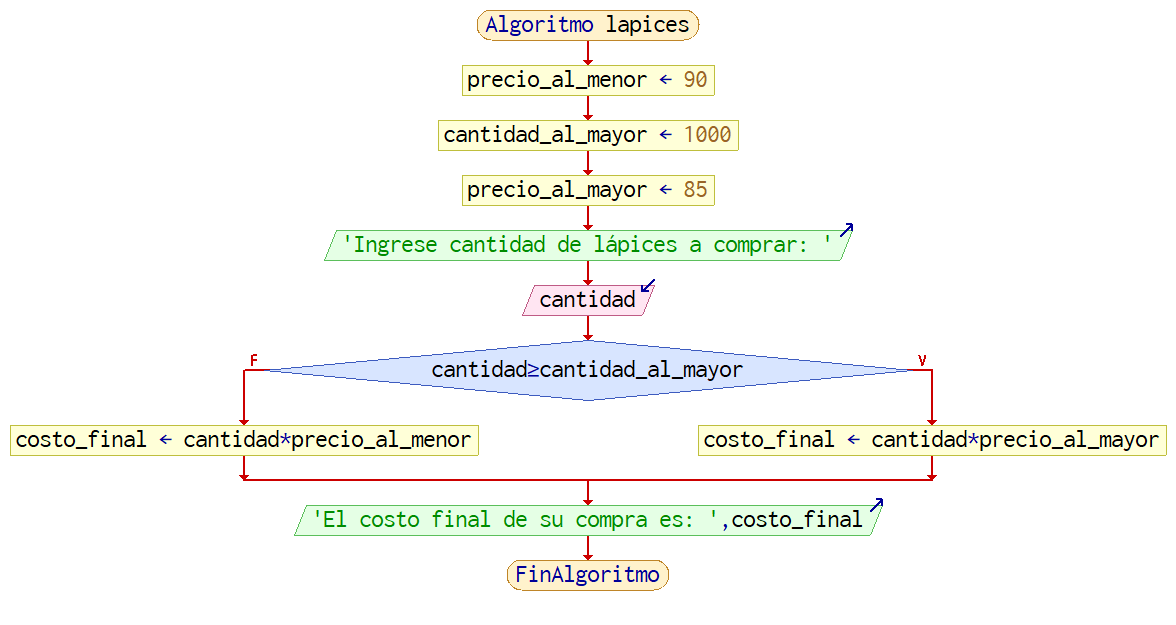 Algoritmo lapices
precio_al_menor ← 90
cantidad_al_mayor ← 1000
precio_al_mayor ← 85
'Ingrese cantidad de lápices a comprar: '
cantidad
F
V
cantidad≥cantidad_al_mayor
costo_final ← cantidad*precio_al_menor
costo_final ← cantidad*precio_al_mayor
'El costo final de su compra es: ',costo_final
FinAlgoritmo